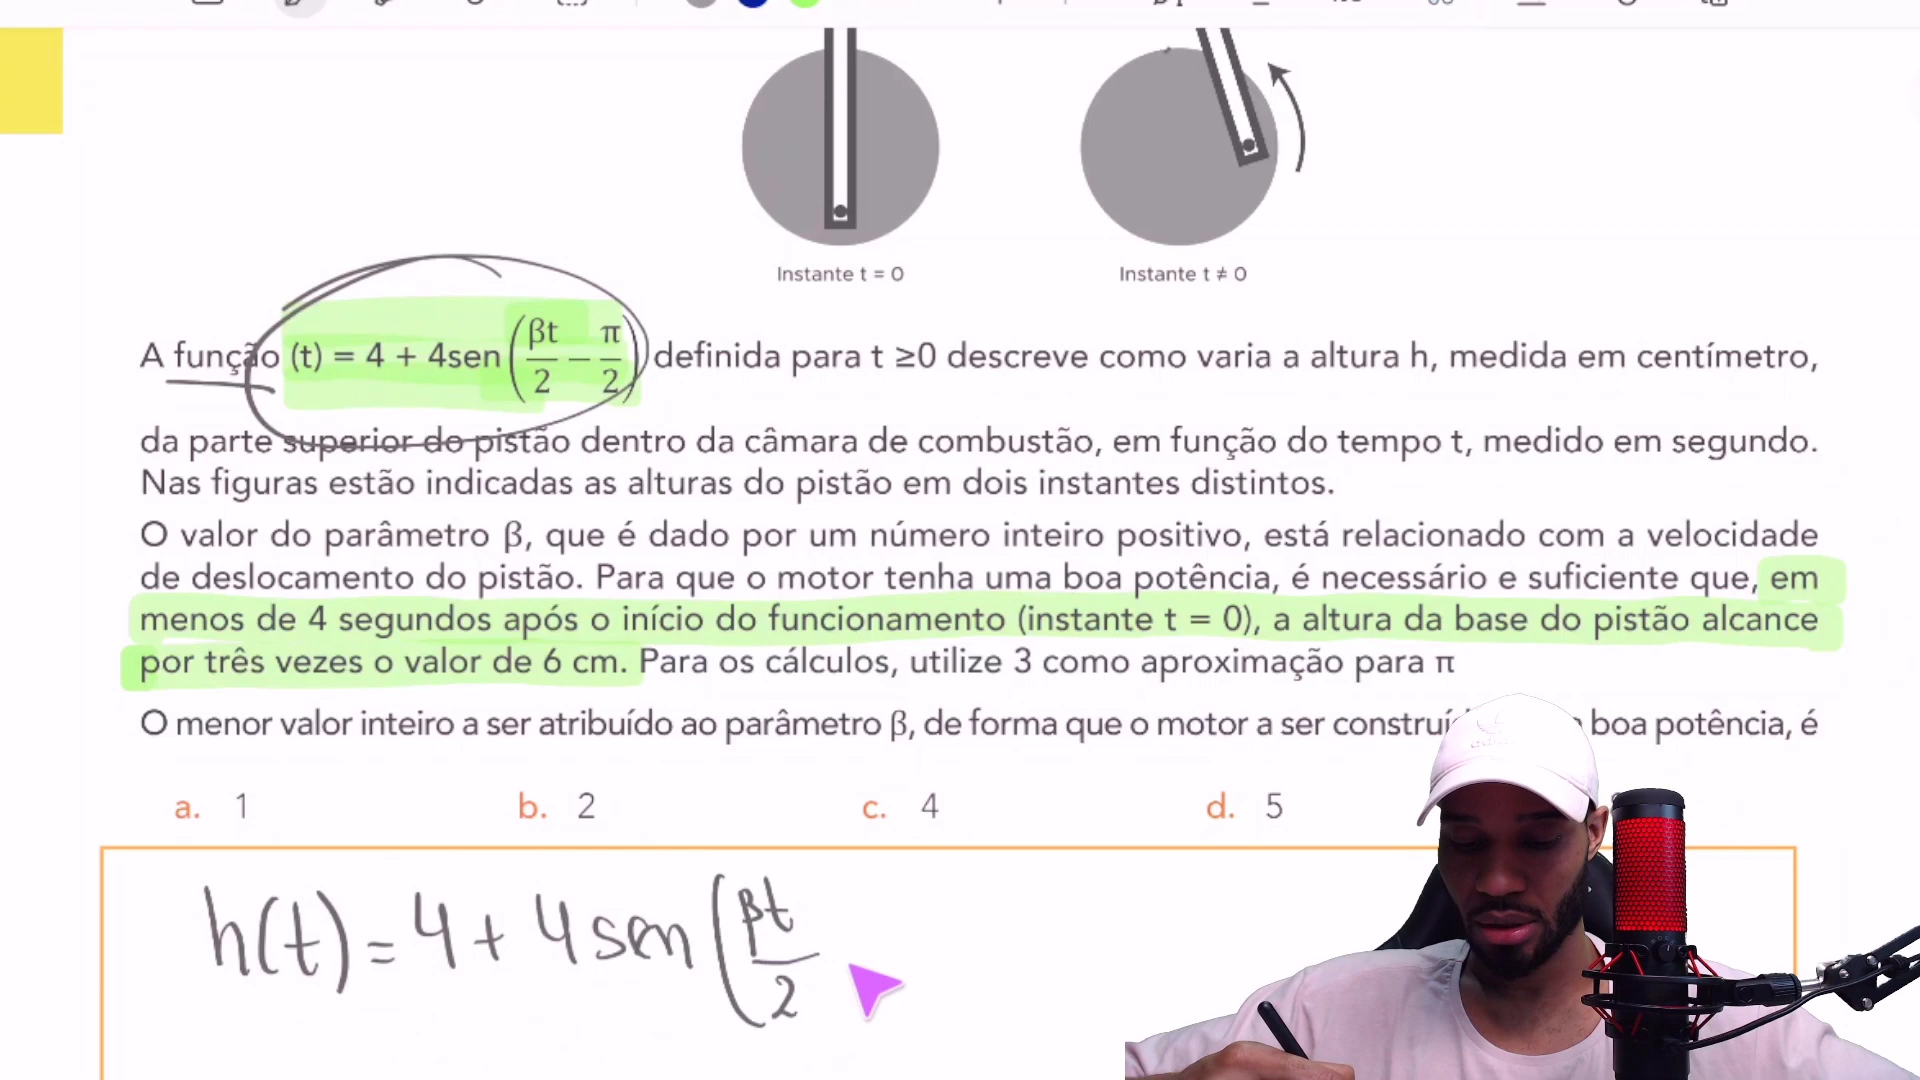 Instante t = 0
Instante t ≠ 0
A função (t) = 4 + 4sen(βt/2 − π/2) definida para t ≥0 descreve como varia a altura h, medida em centímetro,
da parte superior do pistão dentro da câmara de combustão, em função do tempo t, medido em segundo.
Nas figuras estão indicadas as alturas do pistão em dois instantes distintos.
O valor do parâmetro β, que é dado por um número inteiro positivo, está relacionado com a velocidade
de deslocamento do pistão. Para que o motor tenha uma boa potência, é necessário e suficiente que, em
menos de 4 segundos após o início do funcionamento (instante t = 0), a altura da base do pistão alcance
por três vezes o valor de 6 cm. Para os cálculos, utilize 3 como aproximação para π
O menor valor inteiro a ser atribuído ao parâmetro β, de forma que o motor a ser boa potência, é
a. 1
b. 2
c. 4
d. 5
h(t) = 4 + 4 sen (βt/2